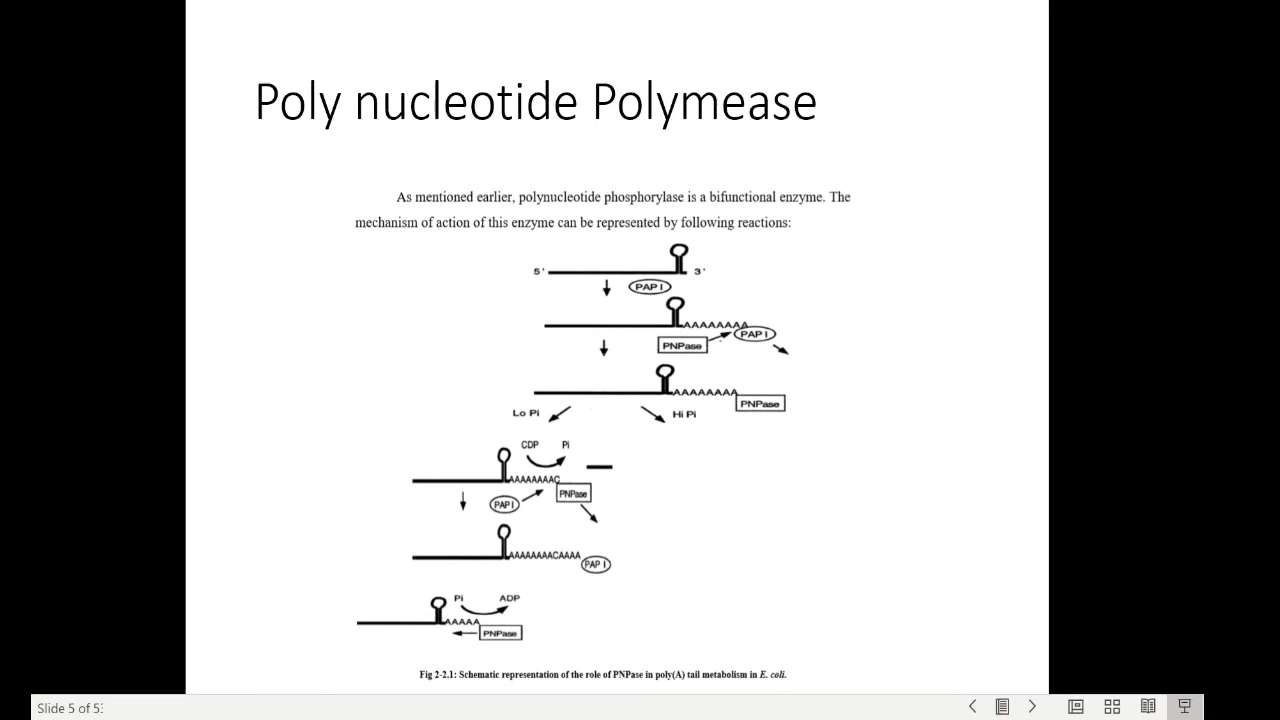 Poly nucleotide Polymease
As mentioned earlier, polynucleotide phosphorylase is a bifunctional enzyme. The
mechanism of action of this enzyme can be represented by following reactions:
5' 3'
PAP I
AAAAAAAA
PNPase PAP I
AAAAAAAA
PNPase
Lo Pi Hi Pi
CDP Pi
AAAAAAAAC
PAP I PNPase
AAAAAAAACAAAA
PAP I
Pi ADP
AAAAA
PNPase
Fig 2-2.1: Schematic representation of the role of PNPase in poly(A) tail metabolism in E. coli.
Slide 5 of 5